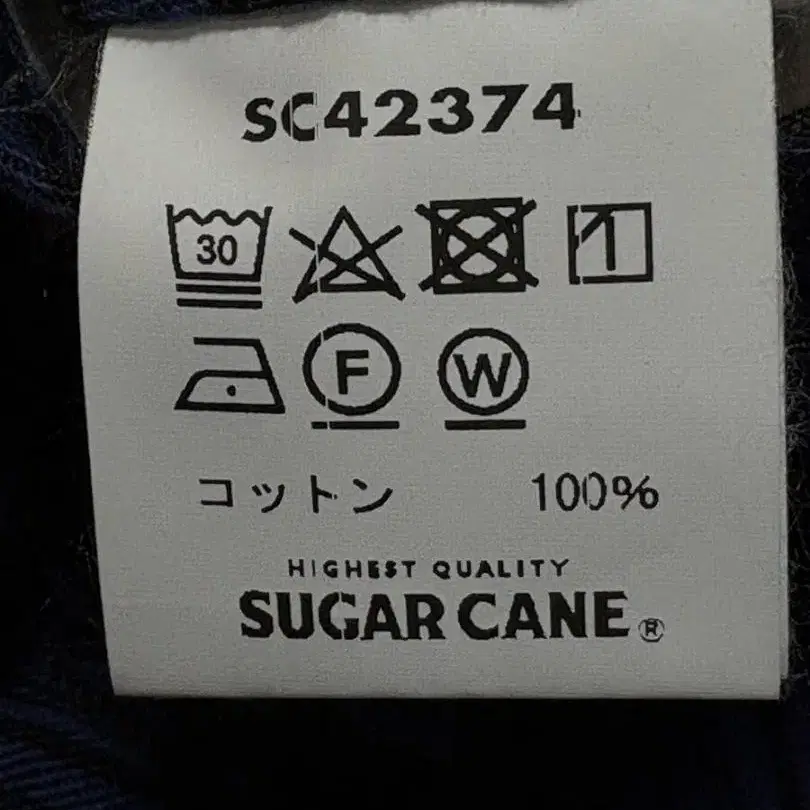 SC42374
30
F W
コットン 100%
HIGHEST QUALITY
SUGAR CANE®